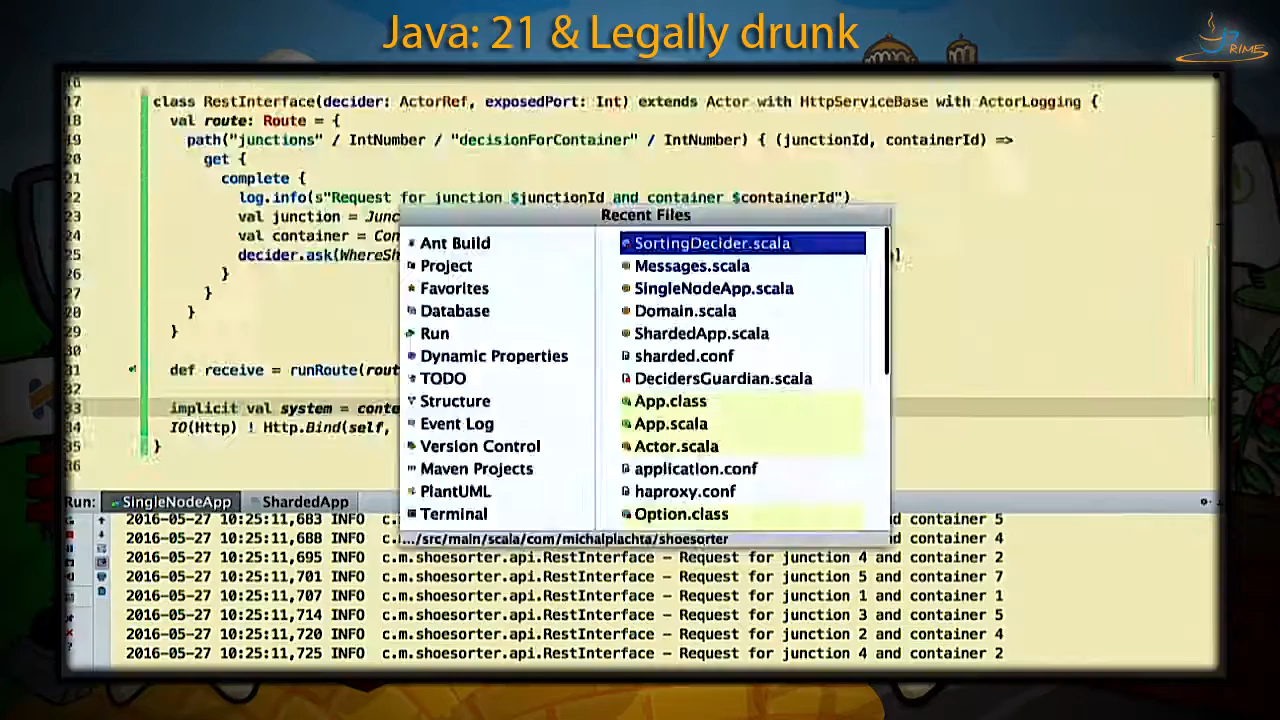 Java: 21 & Legally drunk
JPRIME
16
17 class RestInterface(decider: ActorRef, exposedPort: Int) extends Actor with HttpServiceBase with ActorLogging {
18 val route: Route = {
19 path("junctions" / IntNumber / "decisionForContainer" / IntNumber) { (junctionId, containerId) =>
20 get {
21 complete {
22 log.info(s"Request for junction $junctionId and container $containerId")
23 val junction = Junc
24 val container = Con
25 decider.ask(WhereSh
26 }
27 }
28 }
29 }
30
31 def receive = runRoute(rout
32
33 implicit val system = conte
34 IO(Http) ! Http.Bind(self,
35 }
36
Recent Files
Ant Build
Project
Favorites
Database
Run
Dynamic Properties
TODO
Structure
Event Log
Version Control
Maven Projects
PlantUML
Terminal
SortingDecider.scala
Messages.scala
SingleNodeApp.scala
Domain.scala
ShardedApp.scala
sharded.conf
DecidersGuardian.scala
App.class
App.scala
Actor.scala
application.conf
haproxy.conf
Option.class
.../src/main/scala/com/michalplachta/shoesorter
Run: SingleNodeApp ShardedApp
2016-05-27 10:25:11,683 INFO c.m d container 5
2016-05-27 10:25:11,688 INFO c. d container 4
2016-05-27 10:25:11,695 INFO c.m.shoesorter.api.RestInterface - Request for junction 4 and container 2
2016-05-27 10:25:11,701 INFO c.m.shoesorter.api.RestInterface - Request for junction 5 and container 7
2016-05-27 10:25:11,707 INFO c.m.shoesorter.api.RestInterface - Request for junction 1 and container 1
2016-05-27 10:25:11,714 INFO c.m.shoesorter.api.RestInterface - Request for junction 3 and container 5
2016-05-27 10:25:11,720 INFO c.m.shoesorter.api.RestInterface - Request for junction 2 and container 4
2016-05-27 10:25:11,725 INFO c.m.shoesorter.api.RestInterface - Request for junction 4 and container 2